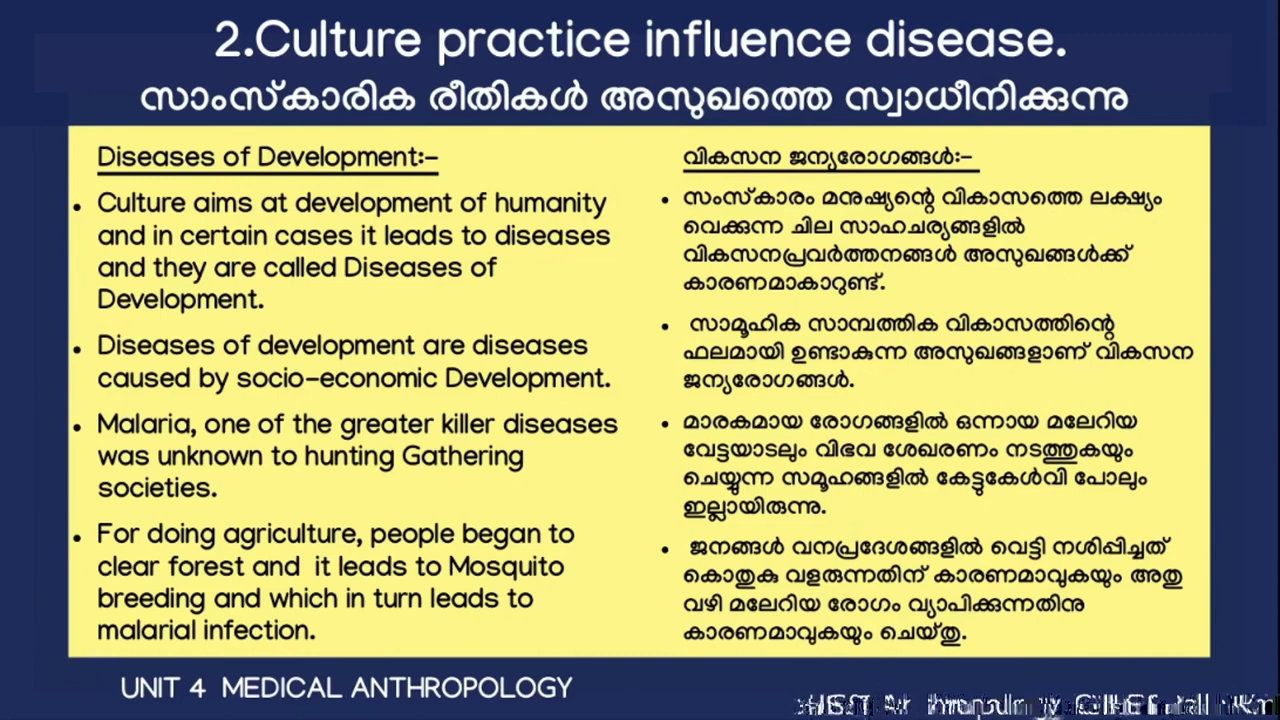 2.Culture practice influence disease.
സാംസ്കാരിക രീതികൾ അസുഖത്തെ സ്വാധീനിക്കുന്നു
Diseases of Development:-
• Culture aims at development of humanity
and in certain cases it leads to diseases
and they are called Diseases of
Development.
• Diseases of development are diseases
caused by socio-economic Development.
• Malaria, one of the greater killer diseases
was unknown to hunting Gathering
societies.
• For doing agriculture, people began to
clear forest and it leads to Mosquito
breeding and which in turn leads to
malarial infection.
വികസന ജന്യരോഗങ്ങൾ:-
• സംസ്കാരം മനുഷ്യന്റെ വികാസത്തെ ലക്ഷ്യം
വെക്കുന്ന ചില സാഹചര്യങ്ങളിൽ
വികസനപ്രവർത്തനങ്ങൾ അസുഖങ്ങൾക്ക്
കാരണമാകാറുണ്ട്.
• സാമൂഹിക സാമ്പത്തിക വികാസത്തിന്റെ
ഫലമായി ഉണ്ടാകുന്ന അസുഖങ്ങളാണ് വികസന
ജന്യരോഗങ്ങൾ.
• മാരകമായ രോഗങ്ങളിൽ ഒന്നായ മലേറിയ
വേട്ടയാടലും വിഭവ ശേഖരണം നടത്തുകയും
ചെയ്യുന്ന സമൂഹങ്ങളിൽ കേട്ടുകേൾവി പോലും
ഇല്ലായിരുന്നു.
• ജനങ്ങൾ വനപ്രദേശങ്ങളിൽ വെട്ടി നശിപ്പിച്ചത്
കൊതുകു വളരുന്നതിന് കാരണമാവുകയും അതു
വഴി മലേറിയ രോഗം വ്യാപിക്കുന്നതിനു
കാരണമാവുകയും ചെയ്തു.
UNIT 4 MEDICAL ANTHROPOLOGY